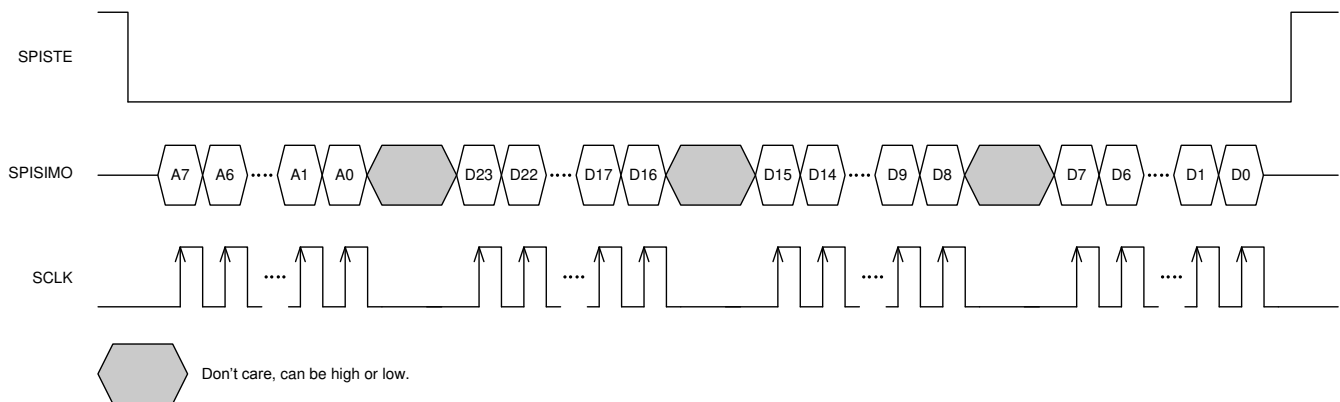 SPISTE
SPISIMO A7 A6 A1 A0 D23 D22 D17 D16 D15 D14 D9 D8 D7 D6 D1 D0
SCLK
Don't care, can be high or low.